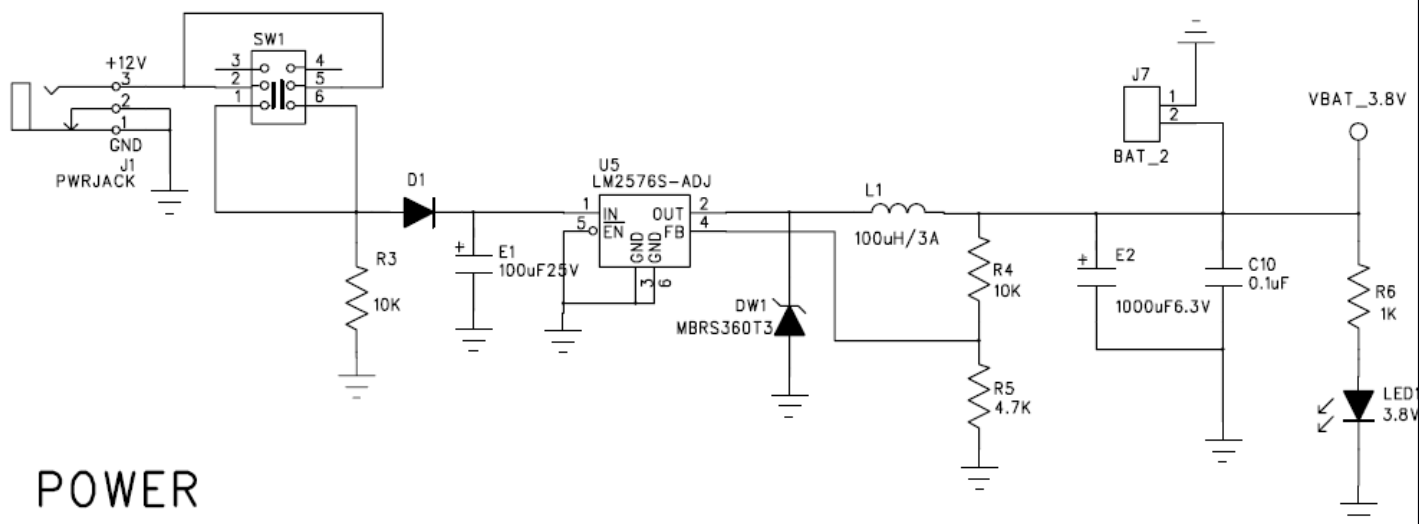 SW1
+12V
3
4
2
5
1
6
3
2
1
GND
J1
PWRJACK
D1
R3
10K
+
E1
100uF25V
U5
LM2576S-ADJ
1
IN
OUT
2
5
EN
FB
4
GND
GND
3
6
DW1
MBRS360T3
L1
100uH/3A
R4
10K
R5
4.7K
+
E2
1000uF6.3V
J7
1
2
BAT_2
C10
0.1uF
VBAT_3.8V
R6
1K
LED1
3.8V
POWER